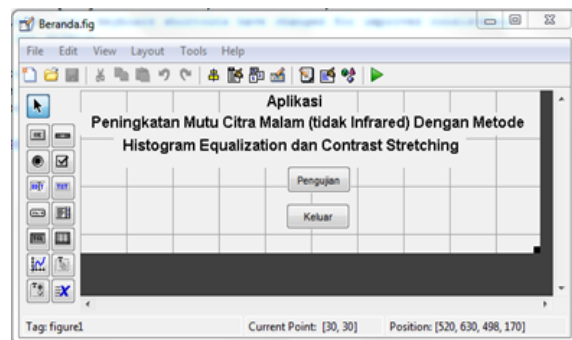 Beranda.fig
File Edit View Layout Tools Help
Aplikasi
Peningkatan Mutu Citra Malam (tidak Infrared) Dengan Metode
Histogram Equalization dan Contrast Stretching
Pengujian
Keluar
Tag: figure1 Current Point: [30, 30] Position: [520, 630, 498, 170]